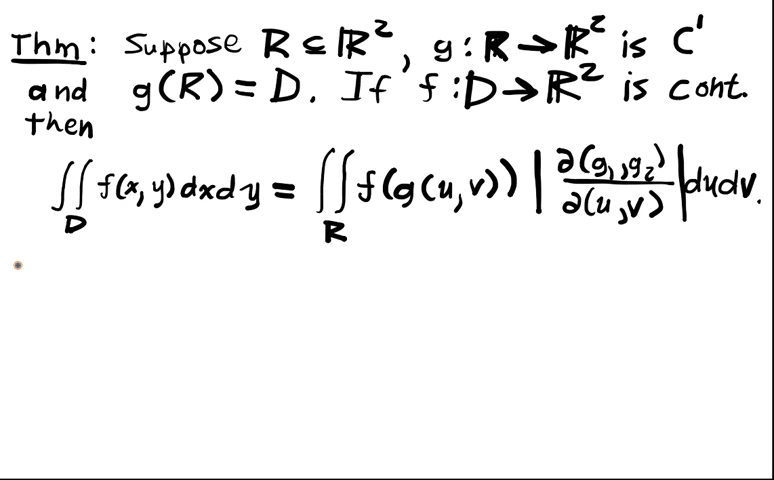 Thm: Suppose R ⊆ ℝ², g: R → ℝ² is C¹
and g(R) = D. If f: D → ℝ² is cont.
then
∬_D f(x, y) dx dy = ∬_R f(g(u, v)) |∂(g₁, g₂)/∂(u, v)| du dv.